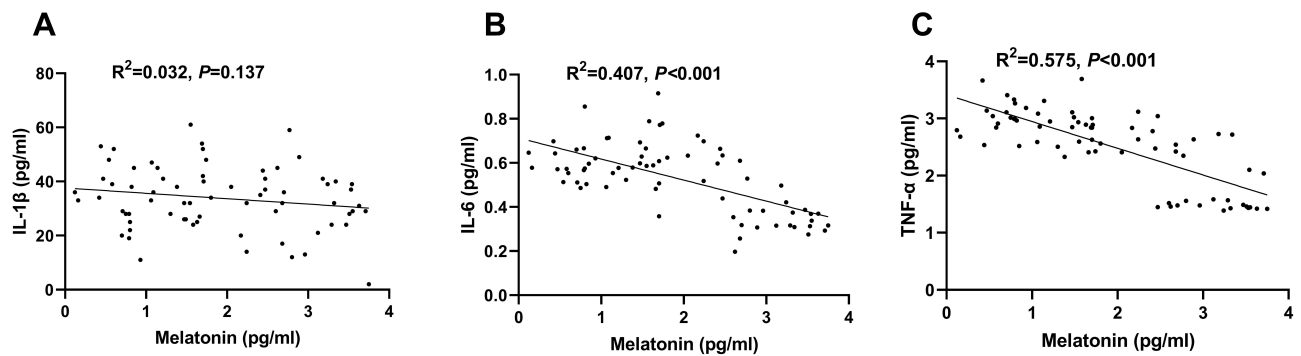 A
R²=0.032, P=0.137
IL-1β (pg/ml)
80
60
40
20
0
0
1
2
3
4
Melatonin (pg/ml)
B
R²=0.407, P<0.001
IL-6 (pg/ml)
1.0
0.8
0.6
0.4
0.2
0.0
0
1
2
3
4
Melatonin (pg/ml)
C
R²=0.575, P<0.001
TNF-α (pg/ml)
4
3
2
1
0
0
1
2
3
4
Melatonin (pg/ml)